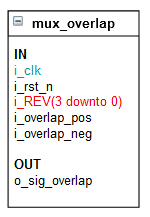 mux_overlap
IN
i_clk
i_rst_n
i_REV(3 downto 0)
i_overlap_pos
i_overlap_neg
OUT
o_sig_overlap